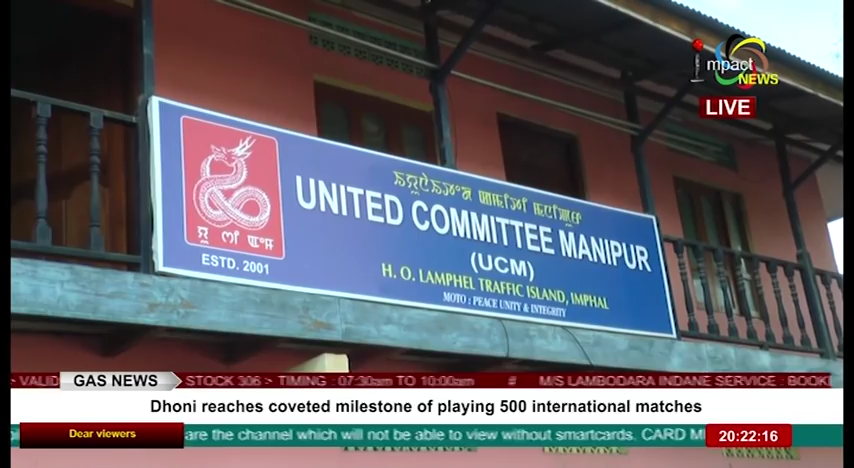 impact
NEWS
LIVE
UNITED COMMITTEE MANIPUR
(UCM)
H. O. LAMPHEL TRAFFIC ISLAND, IMPHAL
MOTO : PEACE UNITY & INTEGRITY
ESTD. 2001
> VALID
GAS NEWS
STOCK 306 > TIMING : 07:30am TO 10:00am # M/S LAMBODARA INDANE SERVICE : BOOKI
Dhoni reaches coveted milestone of playing 500 international matches
Dear viewers
are the channel which will not be able to view without smartcards. CARD M
20:22:16